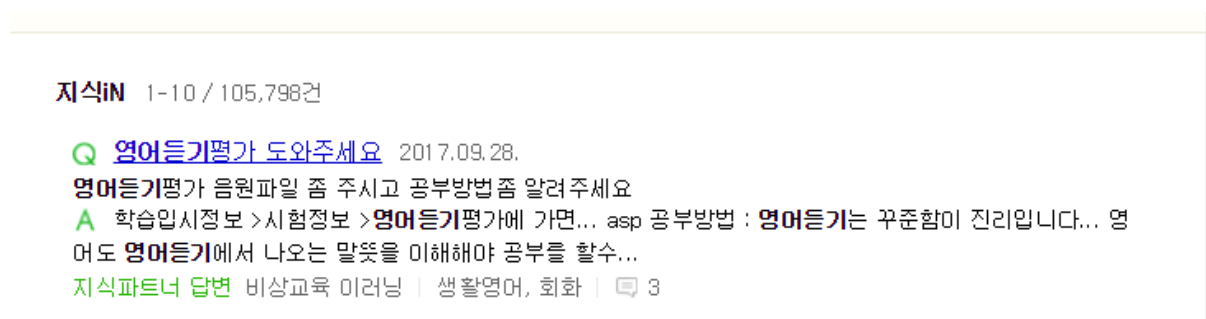 지식iN 1-10 / 105,798건
Q 영어듣기평가 도와주세요 2017.09.28.
영어듣기평가 음원파일 좀 주시고 공부방법좀 알려주세요
A 학습입시정보 >시험정보 >영어듣기평가에 가면... asp 공부방법 : 영어듣기는 꾸준함이 진리입니다... 영
어도 영어듣기에서 나오는 말뜻을 이해해야 공부를 할수...
지식파트너 답변 비상교육 이러닝 | 생활영어, 회화 | 3